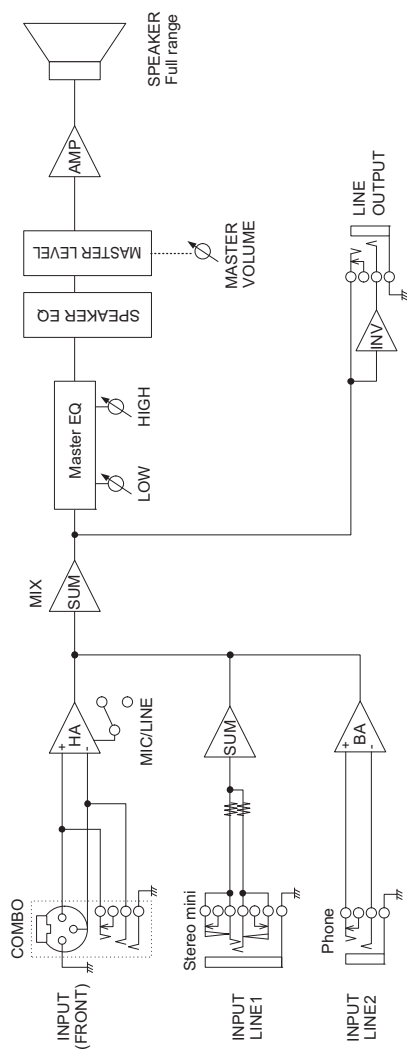 INPUT
(FRONT)
COMBO
+
-
HA
MIC/LINE
INPUT
LINE1
Stereo mini
SUM
INPUT
LINE2
Phone
+
-
BA
MIX
SUM
Master EQ
LOW
HIGH
SPEAKER EQ
MASTER LEVEL
MASTER
VOLUME
AMP
SPEAKER
Full range
INV
LINE
OUTPUT